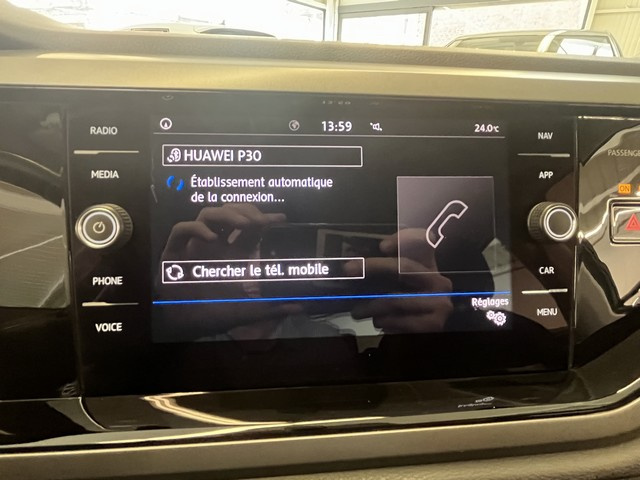 RADIO
MEDIA
PHONE
VOICE
13:59
24.0°C
HUAWEI P30
Établissement automatique
de la connexion...
Chercher le tél. mobile
Réglages
NAV
APP
CAR
MENU
PASSENGE
ON